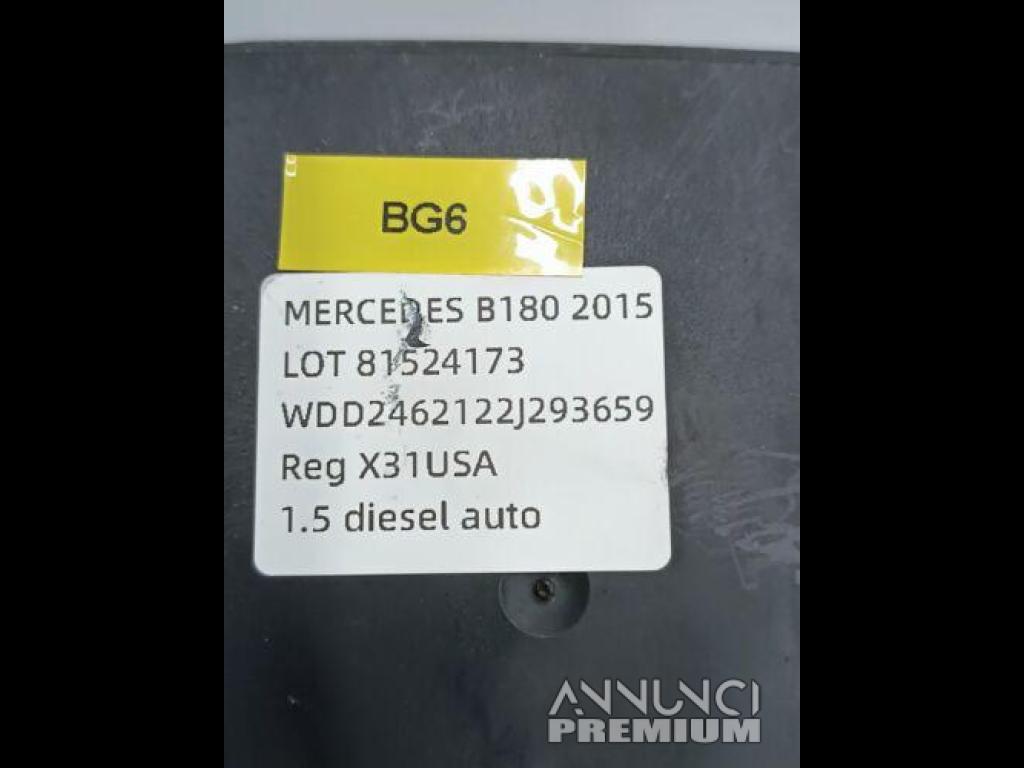 BG6
MERCEDES B180 2015
LOT 81524173
WDD2462122J293659
Reg X31USA
1.5 diesel auto
ANNUNCI
PREMIUM